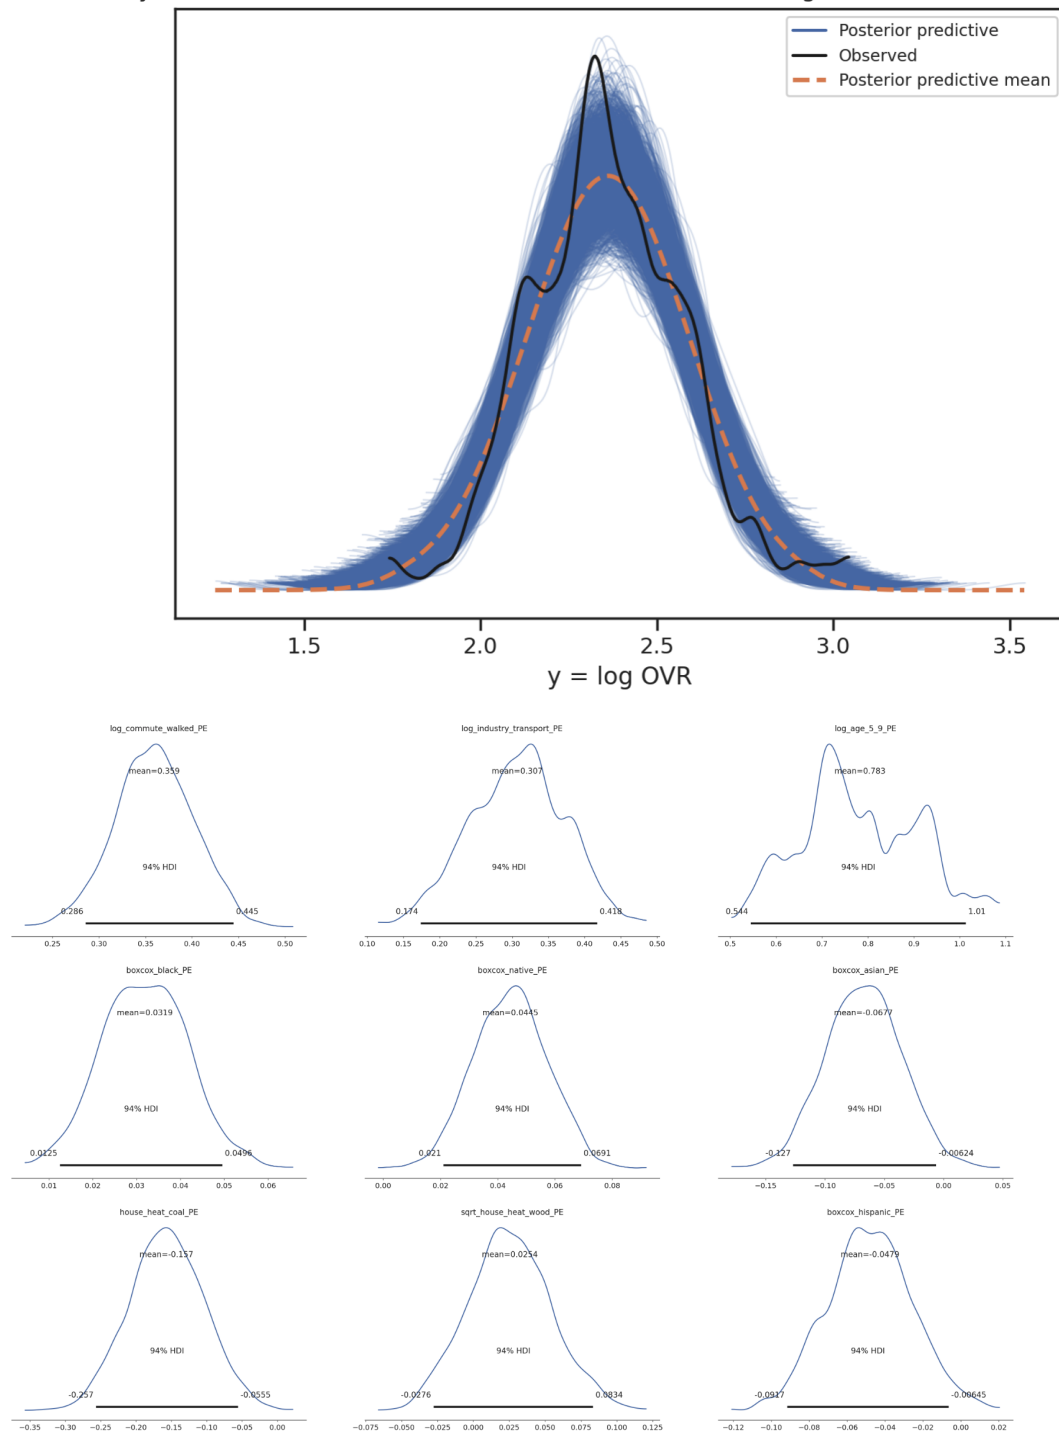 Posterior predictive
Observed
Posterior predictive mean
1.5 2.0 2.5 3.0 3.5
y = log OVR
log_commute_walked_PE
mean=0.359
94% HDI
0.286 0.445
0.25 0.30 0.35 0.40 0.45 0.50
log_industry_transport_PE
mean=0.307
94% HDI
0.174 0.418
0.10 0.15 0.20 0.25 0.30 0.35 0.40 0.45 0.50
log_age_5_9_PE
mean=0.783
94% HDI
0.544 1.01
0.5 0.6 0.7 0.8 0.9 1.0 1.1
boxcox_black_PE
mean=0.0319
94% HDI
0.0125 0.0496
0.01 0.02 0.03 0.04 0.05 0.06
boxcox_native_PE
mean=0.0445
94% HDI
0.021 0.0691
0.00 0.02 0.04 0.06 0.08
boxcox_asian_PE
mean=-0.0677
94% HDI
-0.127 -0.00624
−0.15 −0.10 −0.05 0.00 0.05
house_heat_coal_PE
mean=-0.157
94% HDI
-0.257 -0.0555
−0.35 −0.30 −0.25 −0.20 −0.15 −0.10 −0.05 0.00
sqrt_house_heat_wood_PE
mean=0.0254
94% HDI
-0.0276 0.0834
−0.075 −0.050 −0.025 0.000 0.025 0.050 0.075 0.100 0.125
boxcox_hispanic_PE
mean=-0.0479
94% HDI
-0.0917 -0.00645
−0.12 −0.10 −0.08 −0.06 −0.04 −0.02 0.00 0.02